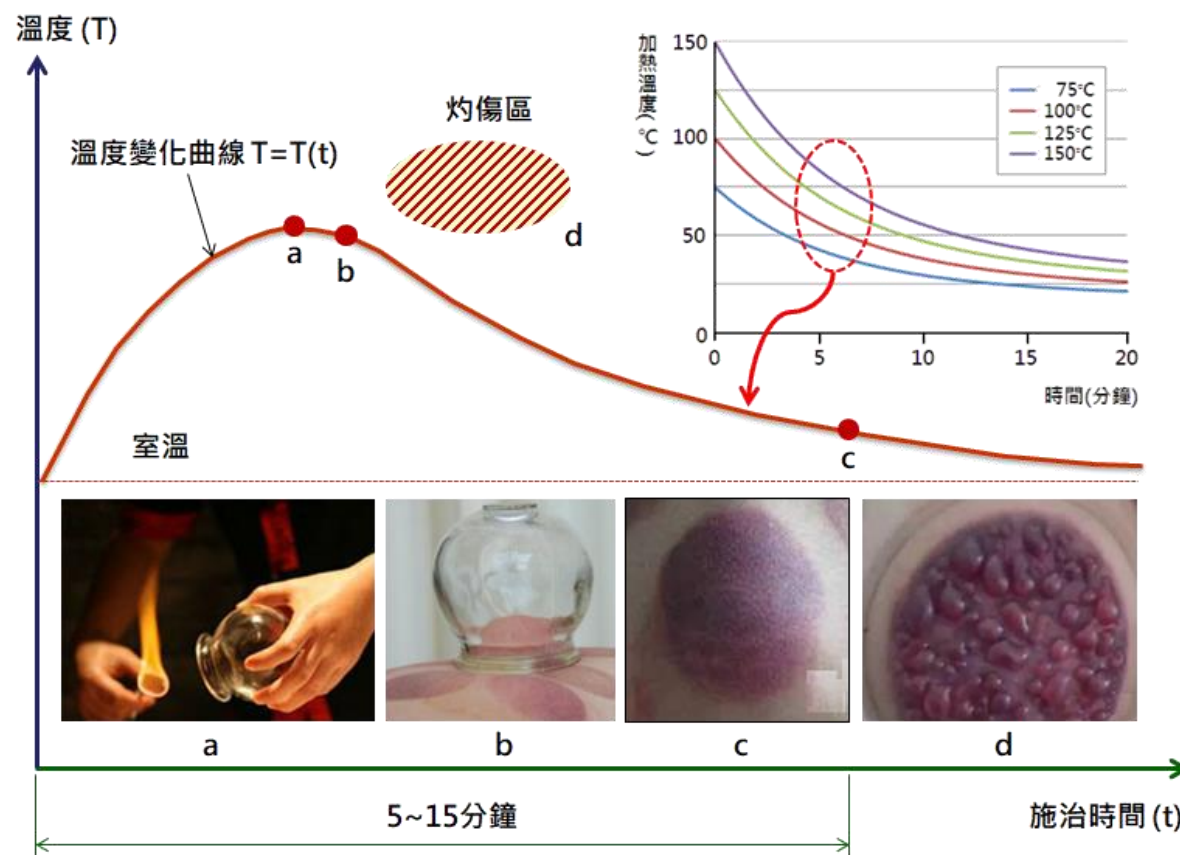 溫度 (T)
灼傷區
溫度變化曲線 T=T(t)
a
b
d
c
室溫
加熱溫度(℃)
150
100
50
0
75℃
100℃
125℃
150℃
0
5
10
15
20
時間(分鐘)
a
b
c
d
5~15分鐘
施治時間 (t)